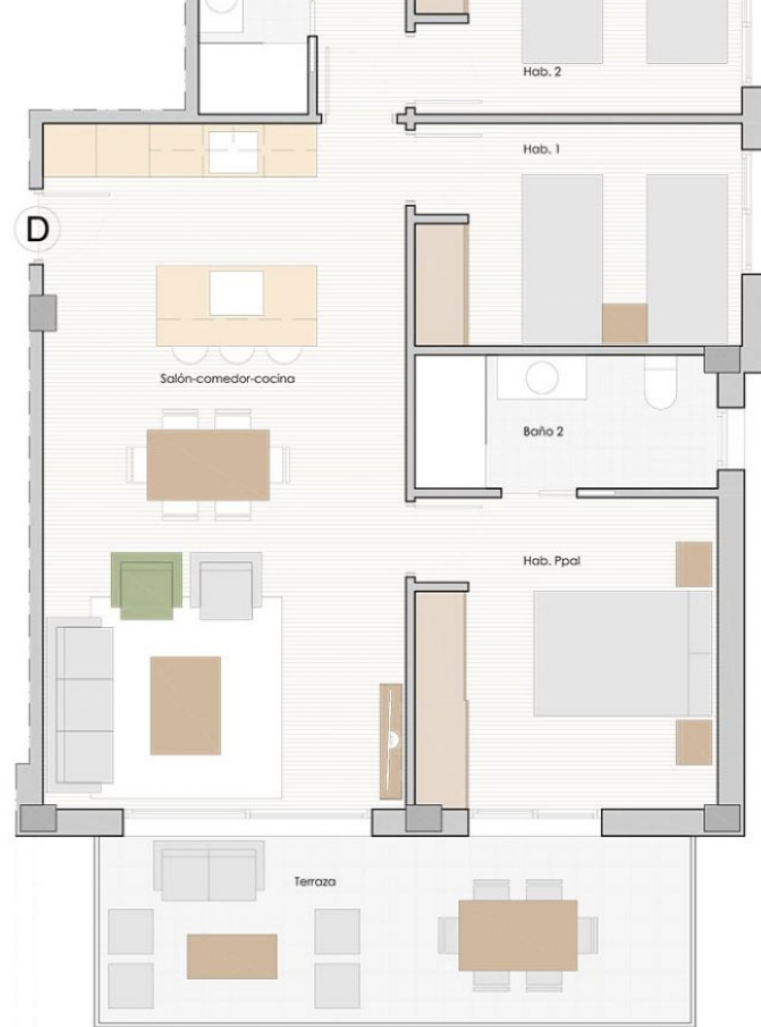 Hab. 2
Hab. 1
D
Salón-comedor-cocina
Baño 2
Hab. Ppal
Terraza